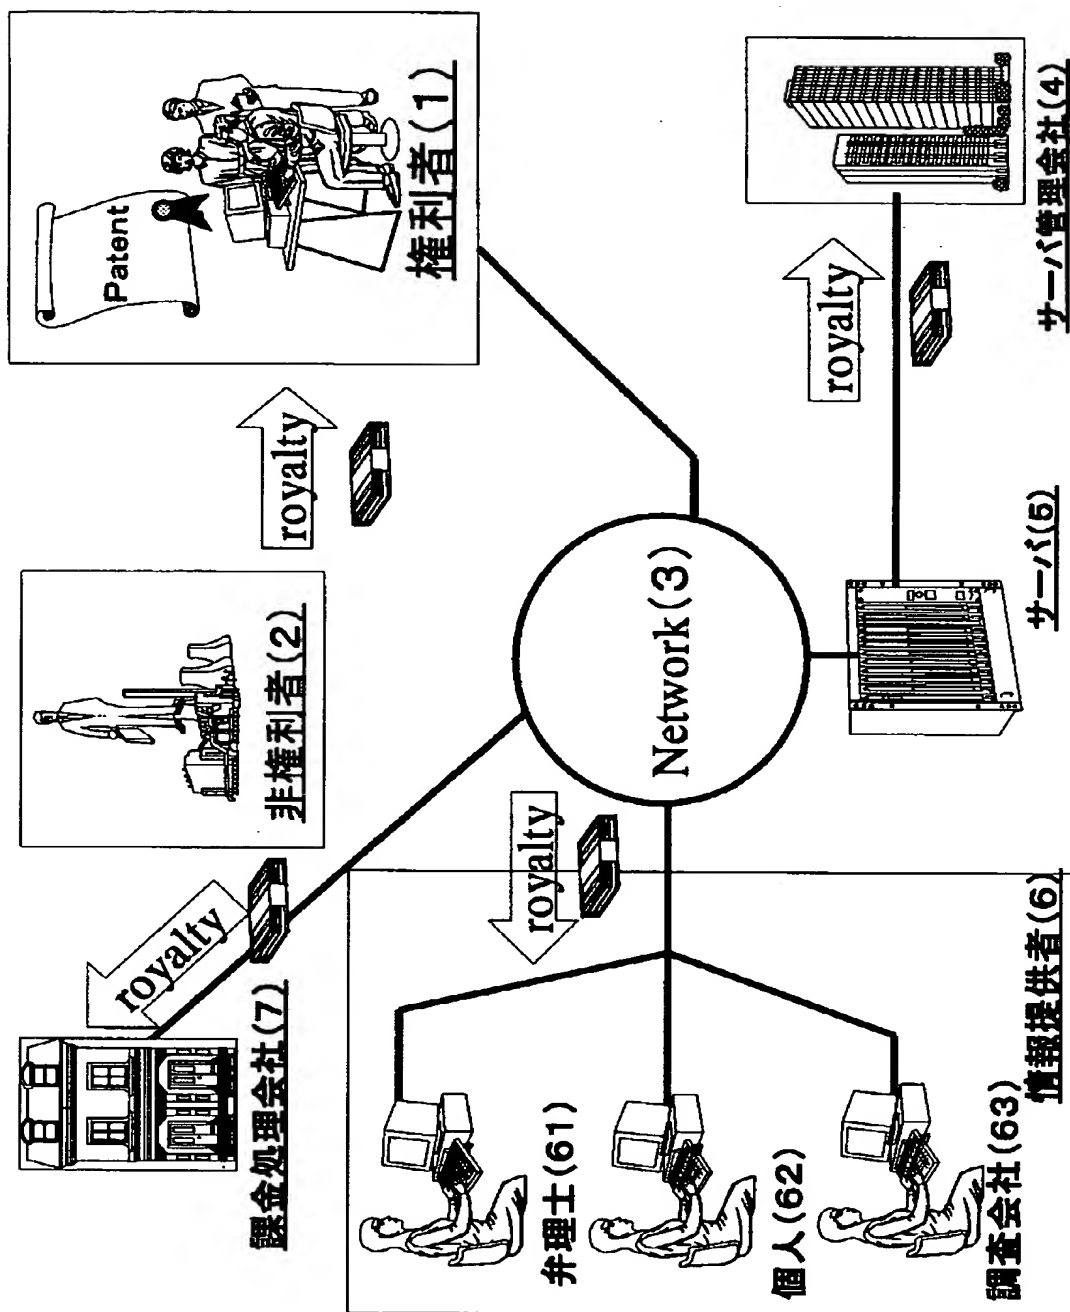 課金処理会社(7)
royalty
非権利者(2)
royalty
Patent
権利者(1)
royalty
Network(3)
弁理士(61)
個人(62)
調査会社(63)
情報提供者(6)
サーバ(5)
royalty
サーバ管理会社(4)